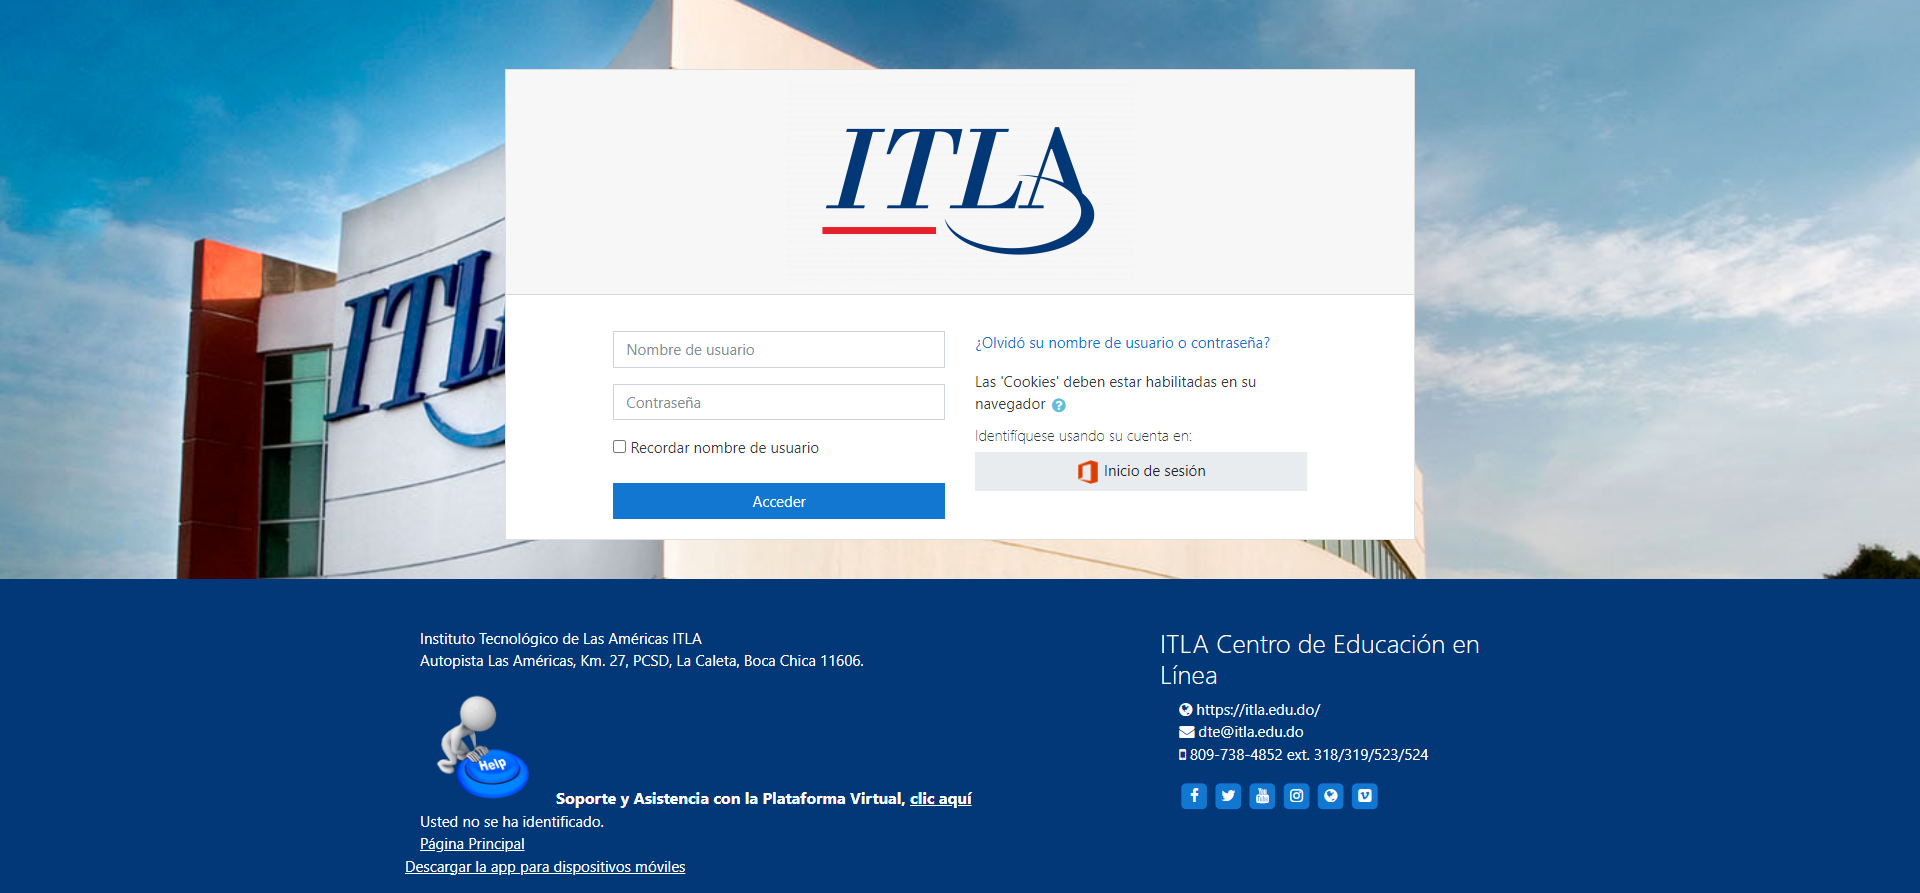 ITLA
ITLA
Nombre de usuario
Contraseña
Recordar nombre de usuario
Acceder
¿Olvidó su nombre de usuario o contraseña?
Las 'Cookies' deben estar habilitadas en su
navegador
Identifíquese usando su cuenta en:
Inicio de sesión
Instituto Tecnológico de Las Américas ITLA
Autopista Las Américas, Km. 27, PCSD, La Caleta, Boca Chica 11606.
Help
Soporte y Asistencia con la Plataforma Virtual, clic aquí
Usted no se ha identificado.
Página Principal
Descargar la app para dispositivos móviles
ITLA Centro de Educación en
Línea
https://itla.edu.do/
dte@itla.edu.do
809-738-4852 ext. 318/319/523/524